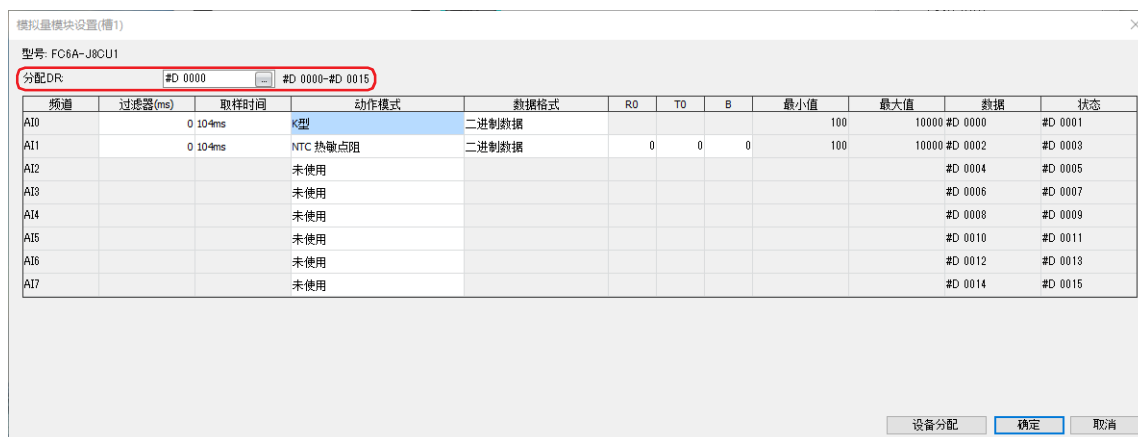 模拟量模块设置(槽1)
型号: FC6A-J8CU1
分配DR: #D 0000 ... #D 0000-#D 0015
频道 过滤器(ms) 取样时间 动作模式 数据格式 R0 T0 B 最小值 最大值 数据 状态
AI0 0 104ms K型 二进制数据 100 10000 #D 0000 #D 0001
AI1 0 104ms NTC 热敏点阻 二进制数据 0 0 0 100 10000 #D 0002 #D 0003
AI2 未使用 #D 0004 #D 0005
AI3 未使用 #D 0006 #D 0007
AI4 未使用 #D 0008 #D 0009
AI5 未使用 #D 0010 #D 0011
AI6 未使用 #D 0012 #D 0013
AI7 未使用 #D 0014 #D 0015
设备分配 确定 取消